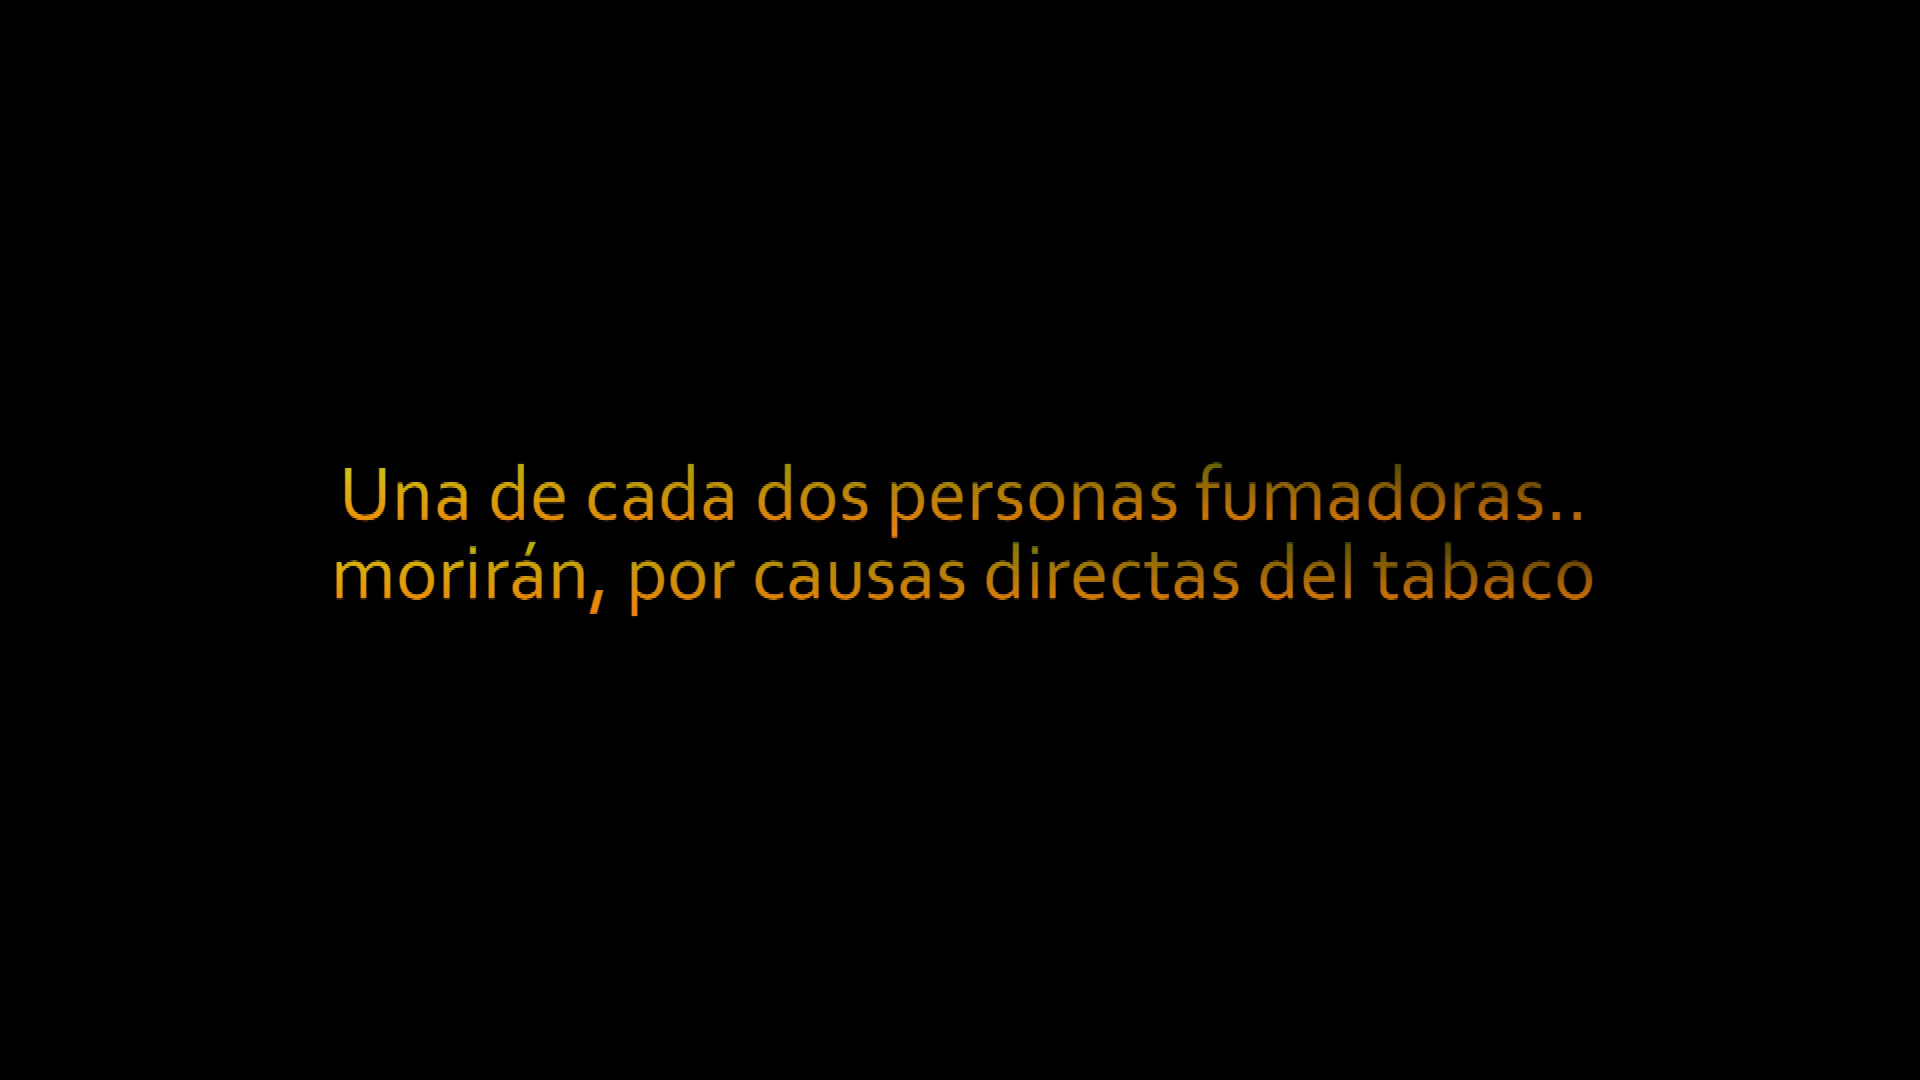 Una de cada dos personas fumadoras..
morirán, por causas directas del tabaco